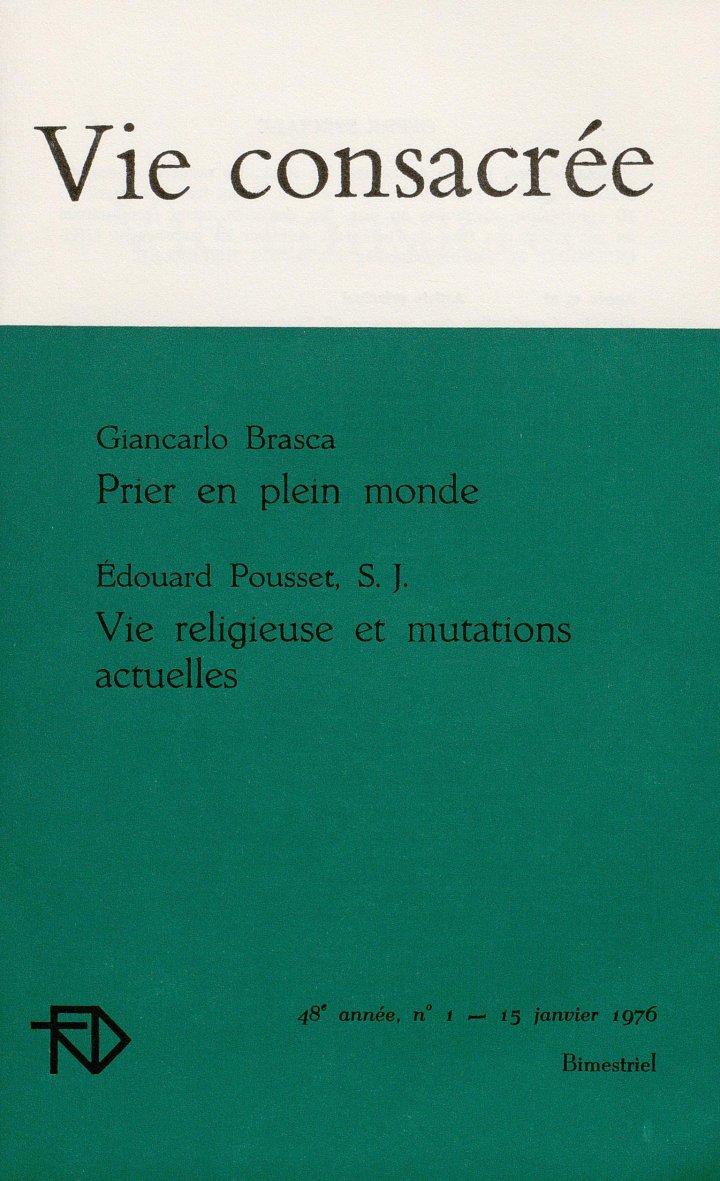 Vie consacrée
Giancarlo Brasca
Prier en plein monde
Édouard Pousset, S. J.
Vie religieuse et mutations
actuelles
48e année, no 1 — 15 janvier 1976
Bimestriel